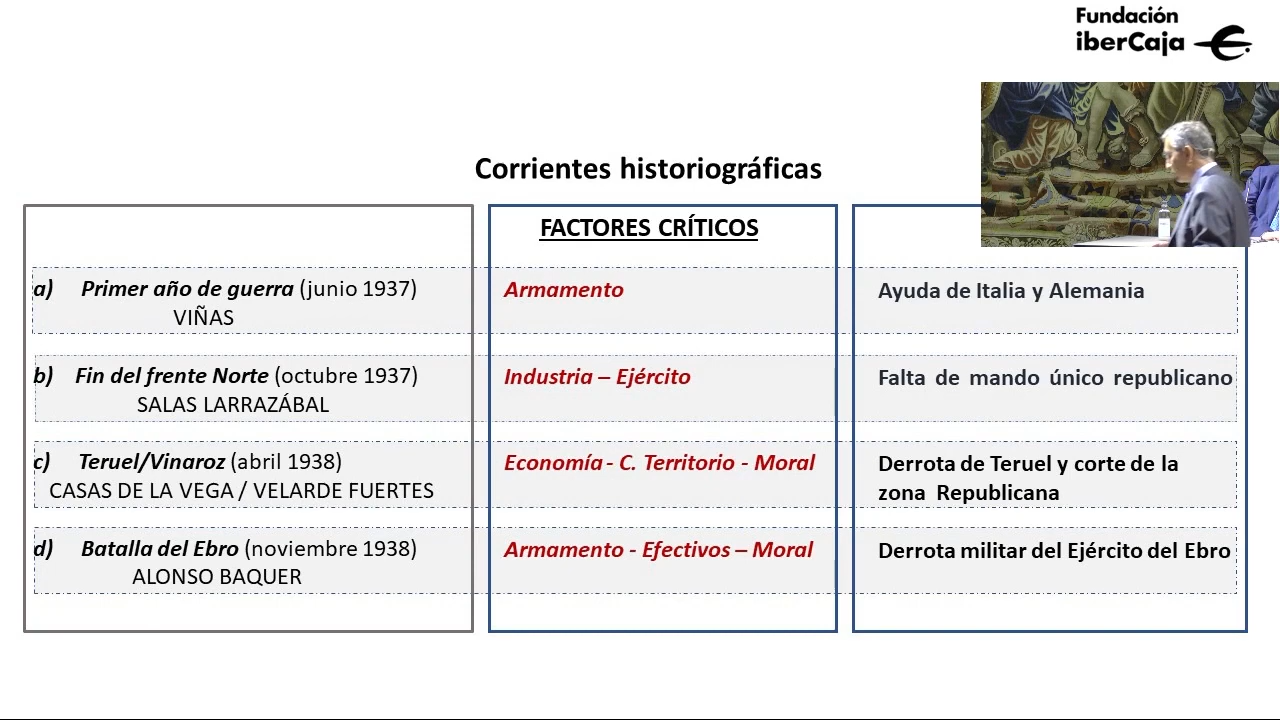 Fundación
iberCaja
Corrientes historiográficas
FACTORES CRÍTICOS
a) Primer año de guerra (junio 1937)
VIÑAS
Armamento
Ayuda de Italia y Alemania
b) Fin del frente Norte (octubre 1937)
SALAS LARRAZÁBAL
Industria – Ejército
Falta de mando único republicano
c) Teruel/Vinaroz (abril 1938)
CASAS DE LA VEGA / VELARDE FUERTES
Economía - C. Territorio - Moral
Derrota de Teruel y corte de la
zona Republicana
d) Batalla del Ebro (noviembre 1938)
ALONSO BAQUER
Armamento - Efectivos – Moral
Derrota militar del Ejército del Ebro